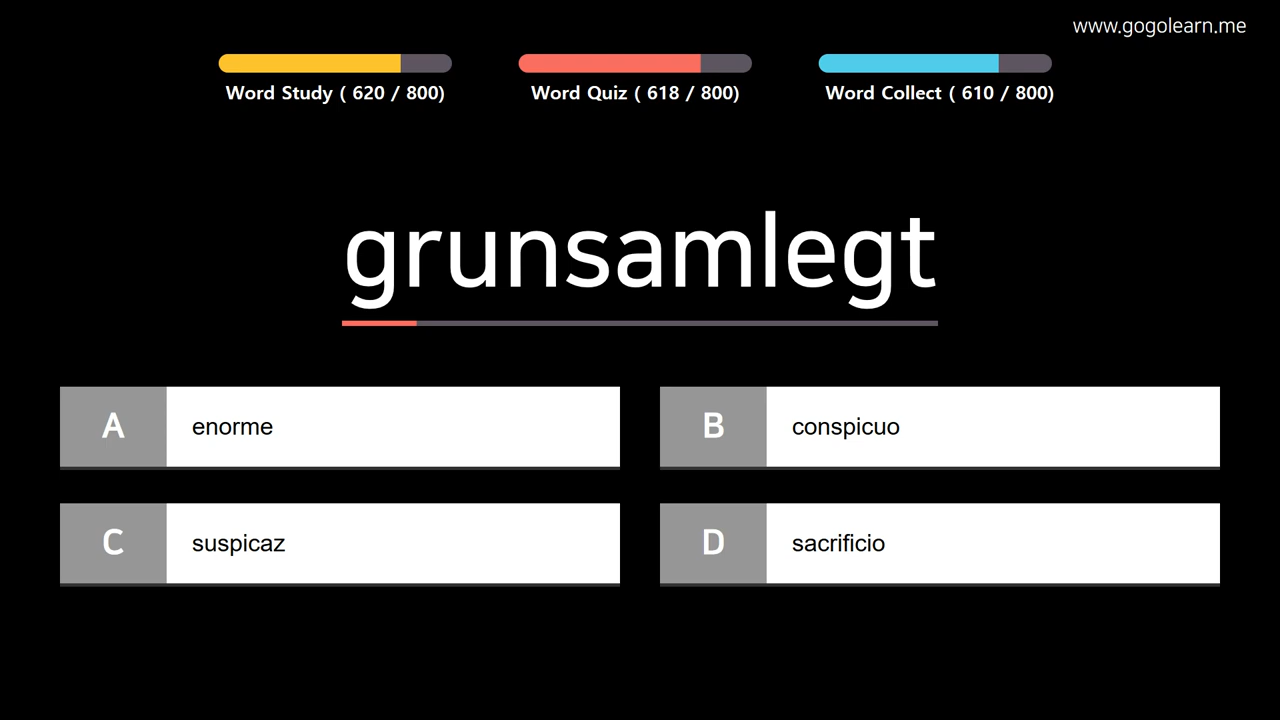 www.gogolearn.me
Word Study ( 620 / 800)
Word Quiz ( 618 / 800)
Word Collect ( 610 / 800)
grunsamlegt
A enorme
B conspicuo
C suspicaz
D sacrificio